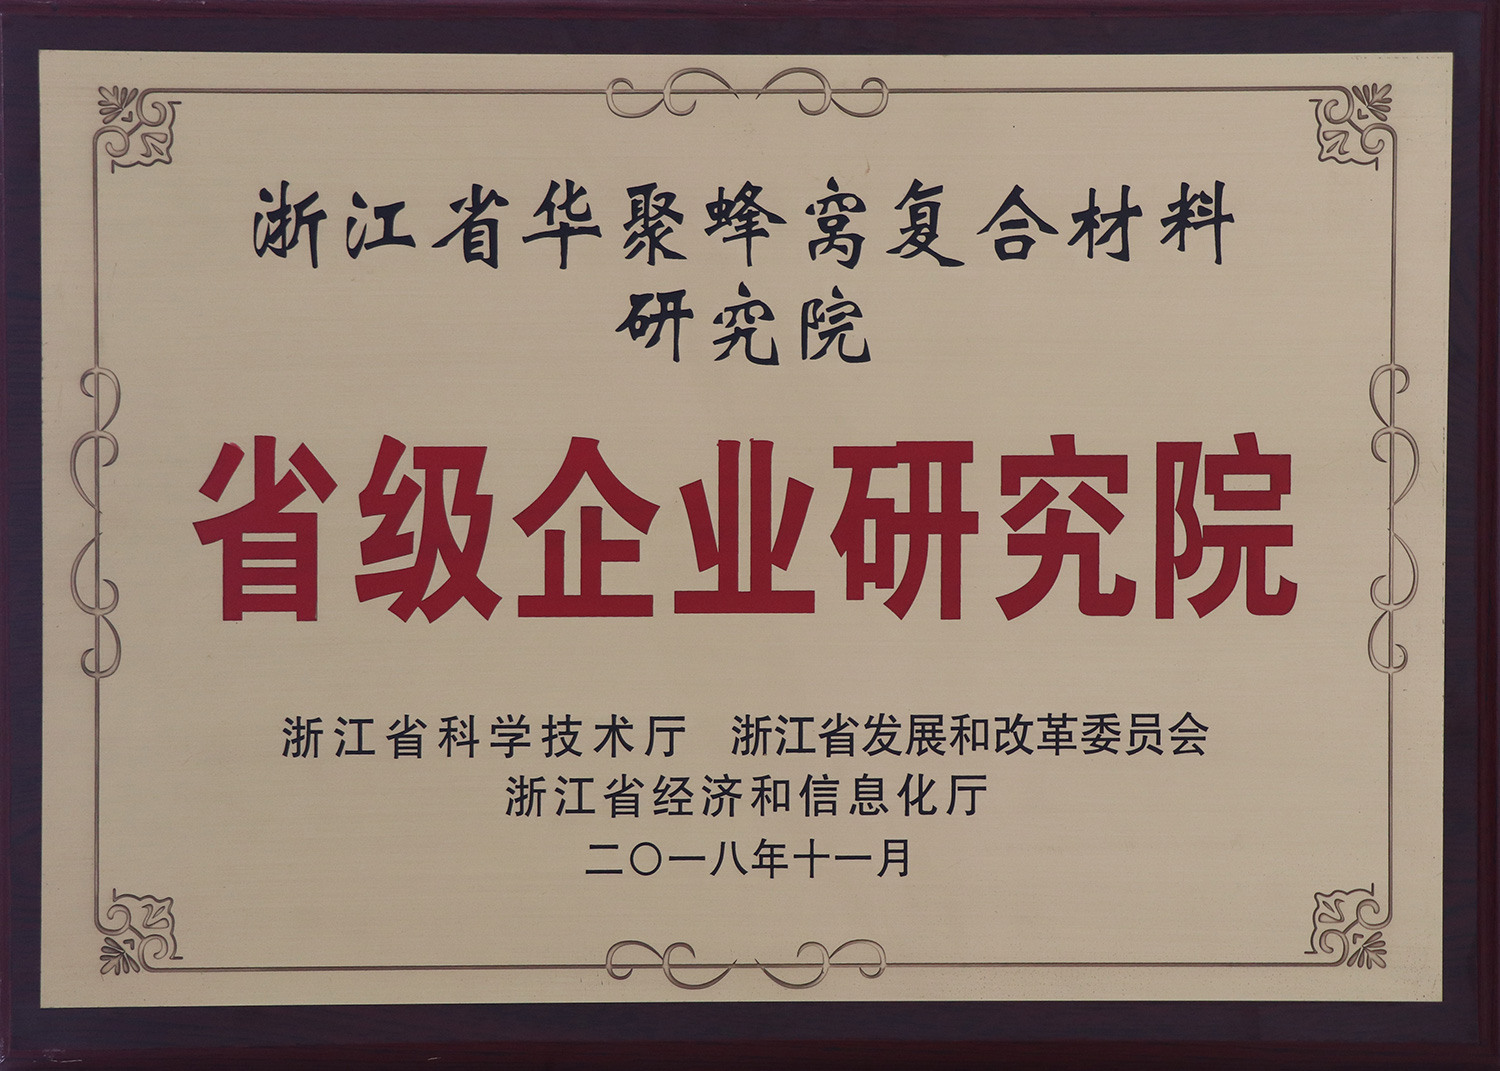 浙江省华聚蜂窝复合材料
研究院
省级企业研究院
浙江省科学技术厅 浙江省发展和改革委员会
浙江省经济和信息化厅
二〇一八年十一月